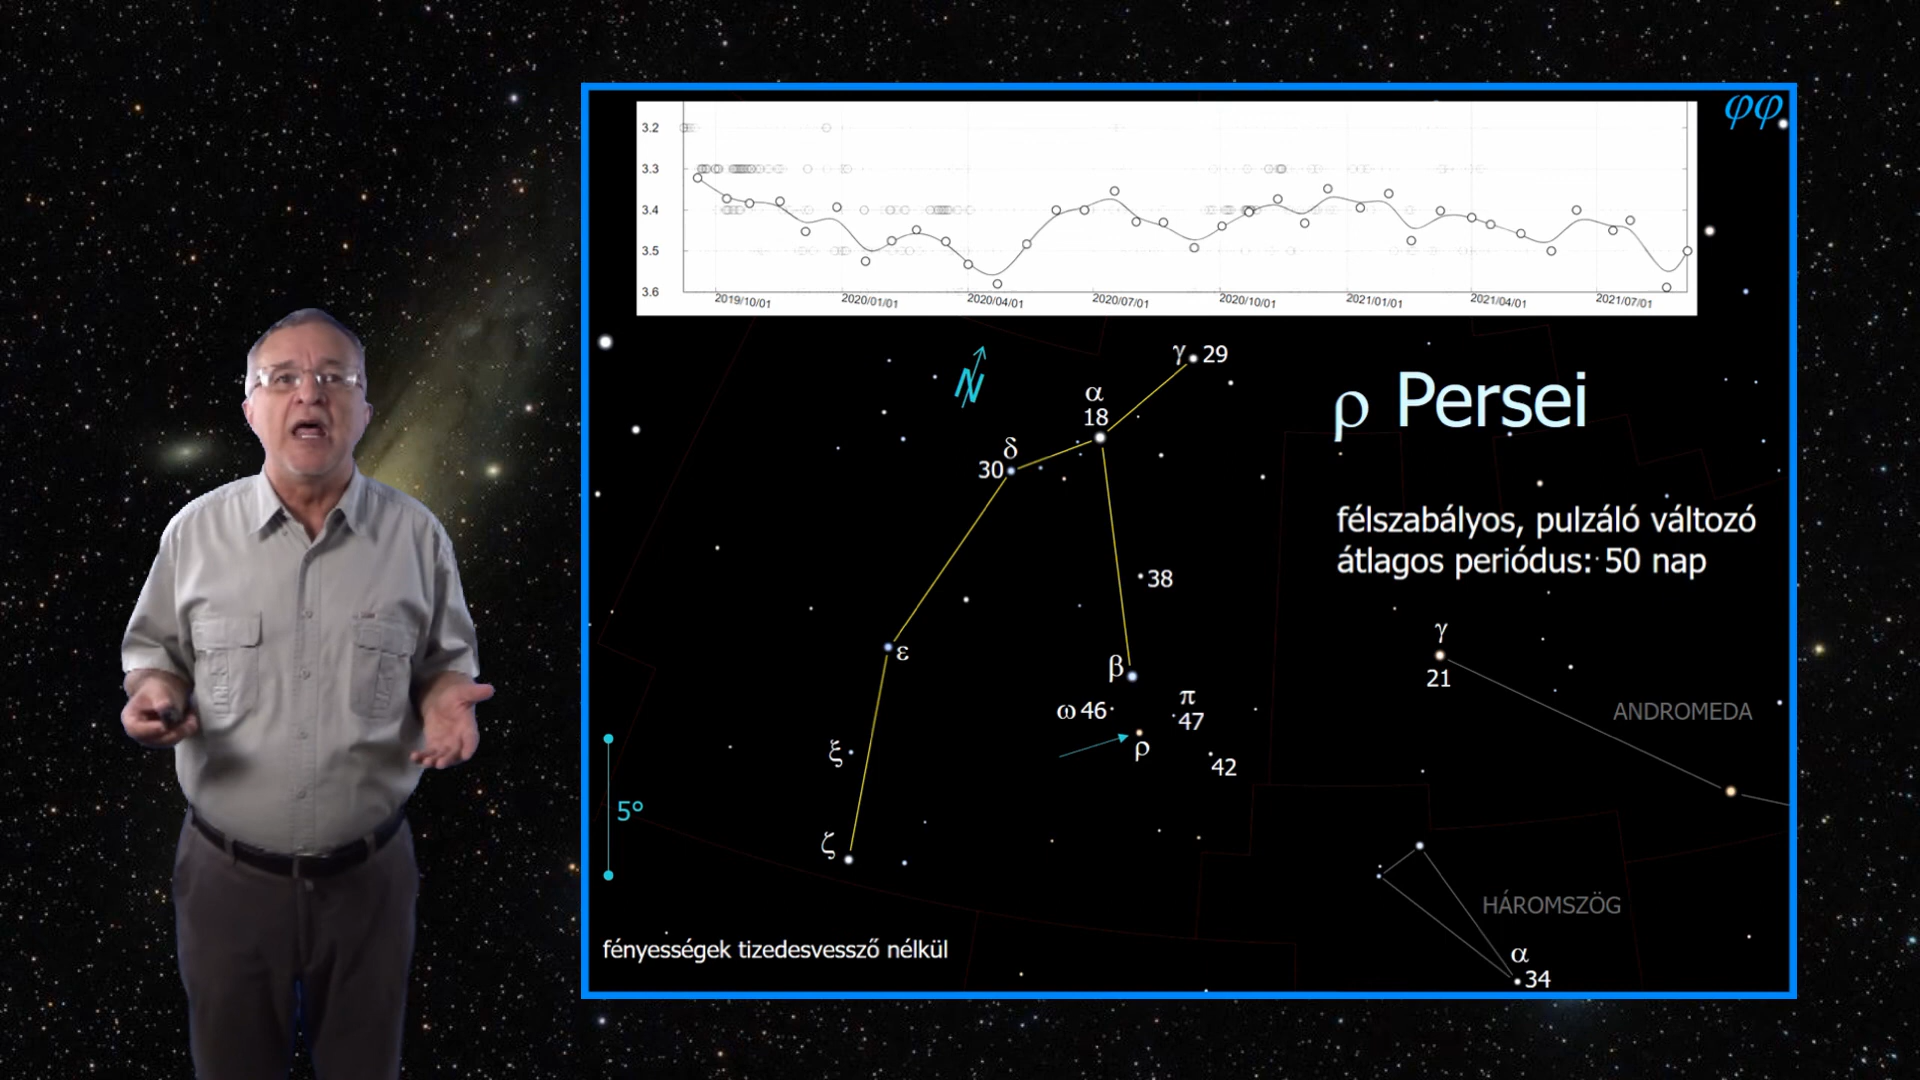 φφ
3.2
3.3
3.4
3.5
3.6
2019/10/01 2020/01/01 2020/04/01 2020/07/01 2020/10/01 2021/01/01 2021/04/01 2021/07/01
γ 29
N
α
18
δ
30
ρ Persei
félszabályos, pulzáló változó
átlagos periódus: 50 nap
38
ε
β
γ
21
ω 46
π
47
ANDROMEDA
ξ
ρ
42
5°
ζ
HÁROMSZÖG
fényességek tizedesvessző nélkül
α
34